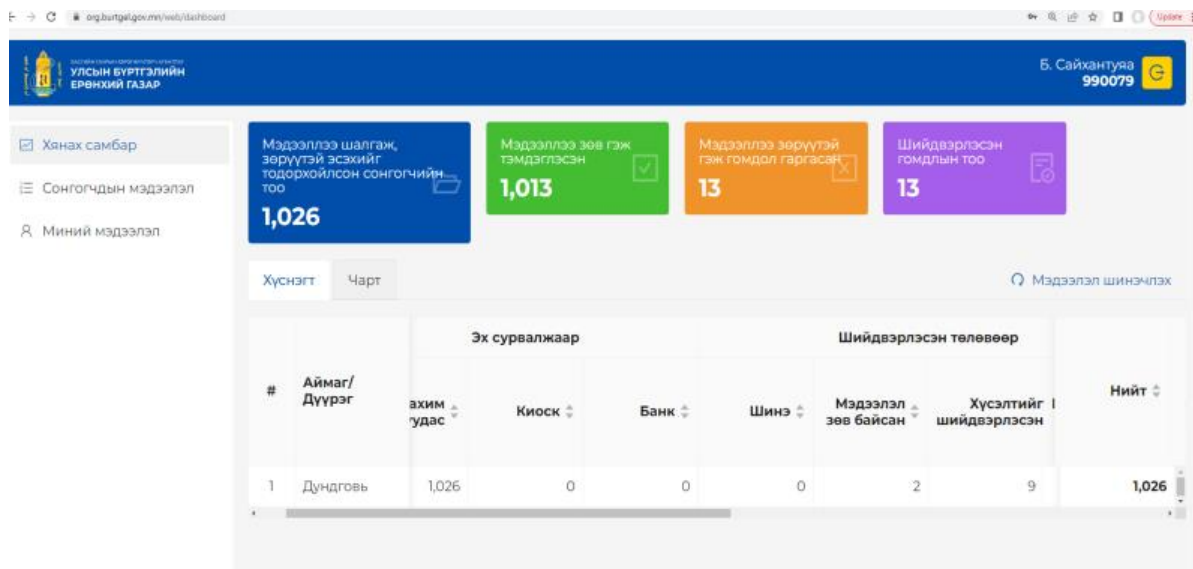 org.burtgel.gov.mn/web/dashboard
Update
УЛСЫН БҮРТГЭЛИЙН
ЕРӨНХИЙ ГАЗАР
Б. Сайхантуяа
990079
Хянах самбар
Сонгогчдын мэдээлэл
Миний мэдээлэл
Мэдээллээ шалгаж,
зөрүүтэй эсэхийг
тодорхойлсон сонгогчийн
тоо
1,026
Мэдээллээ зөв гэж
тэмдэглэсэн
1,013
Мэдээллээ зөрүүтэй
гэж гомдол гаргасан
13
Шийдвэрлэсэн
гомдлын тоо
13
Хүснэгт
Чарт
Мэдээлэл шинэчлэх
Эх сурвалжаар
Шийдвэрлэсэн төлөвөөр
#
Аймаг/
Дүүрэг
ахим
удас
Киоск
Банк
Шинэ
Мэдээлэл
зөв байсан
Хүсэлтийг
шийдвэрлэсэн
Нийт
1 Дундговь 1,026 0 0 0 2 9 1,026